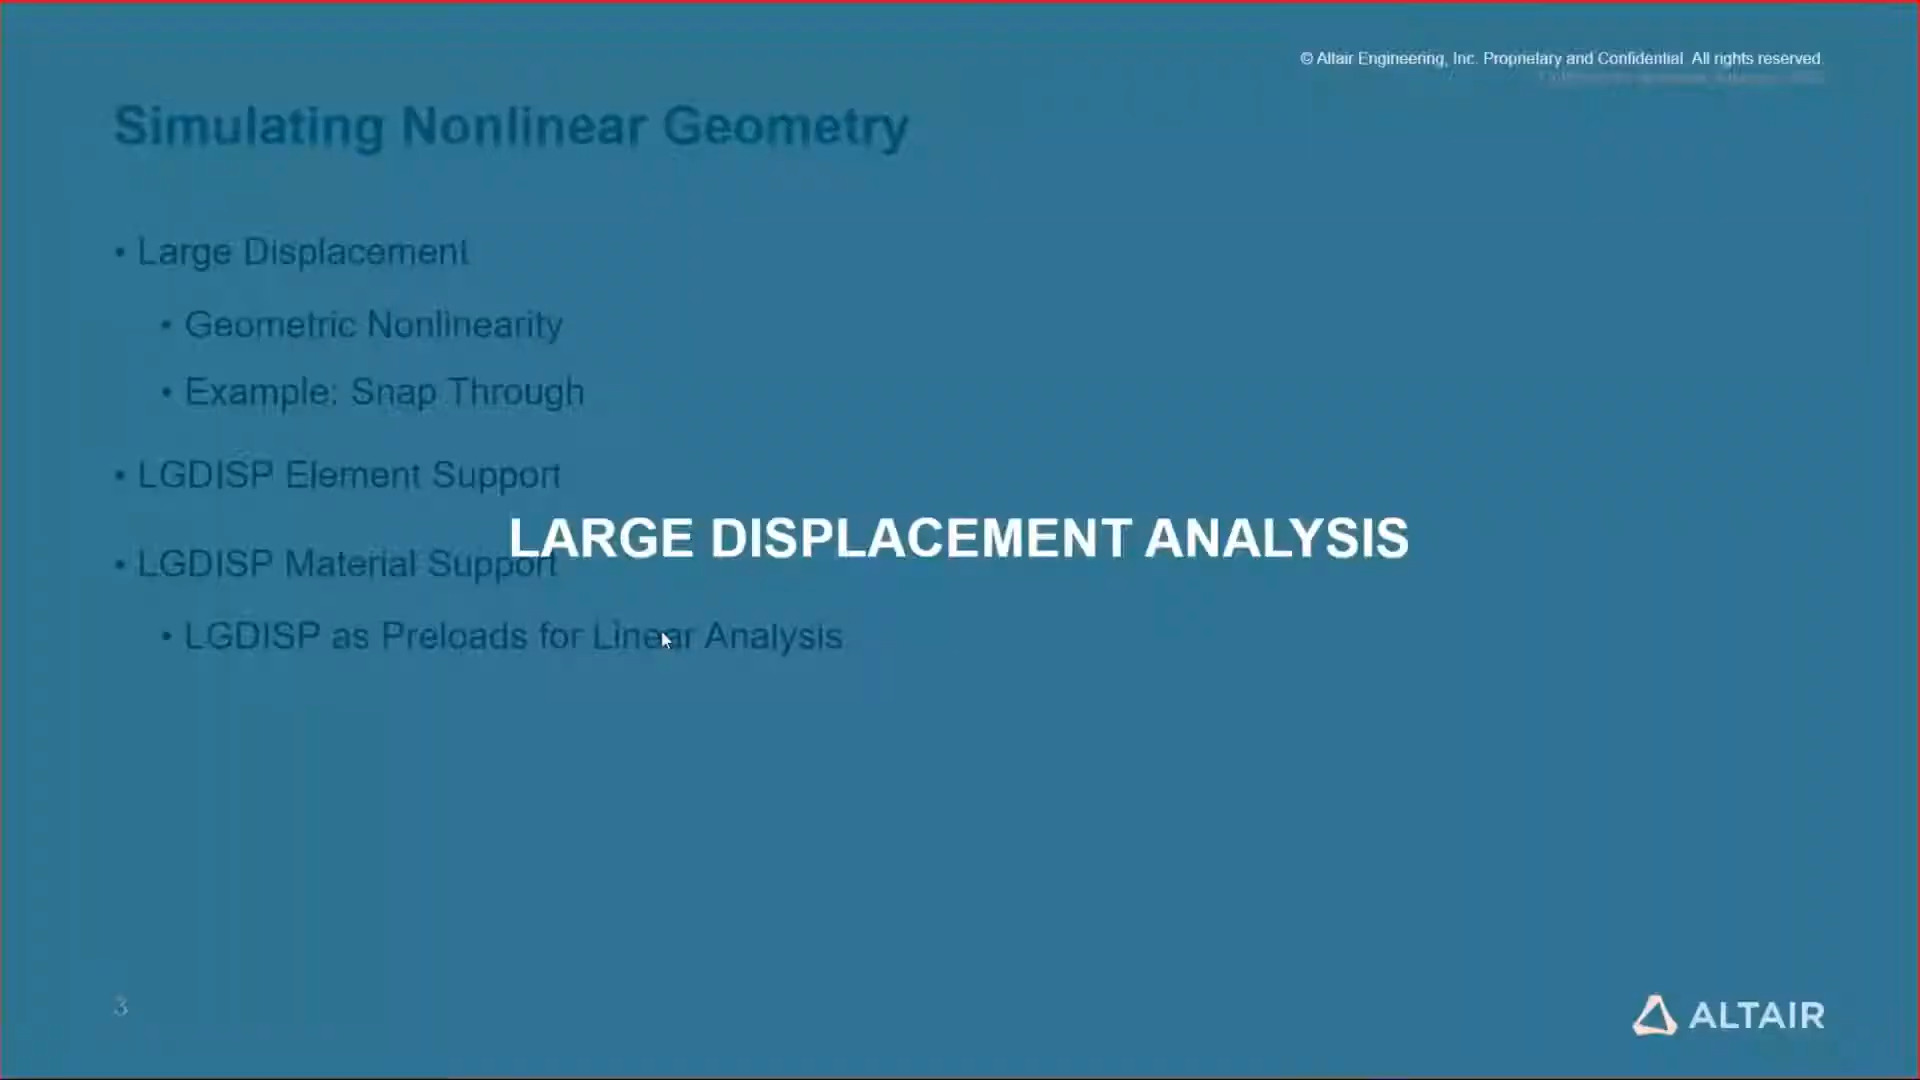 © Altair Engineering, Inc. Proprietary and Confidential. All rights reserved.
Simulating Nonlinear Geometry
• Large Displacement
• Geometric Nonlinearity
• Example: Snap Through
• LGDISP Element Support
LARGE DISPLACEMENT ANALYSIS
• LGDISP Material Support
• LGDISP as Preloads for Linear Analysis
3
ALTAIR